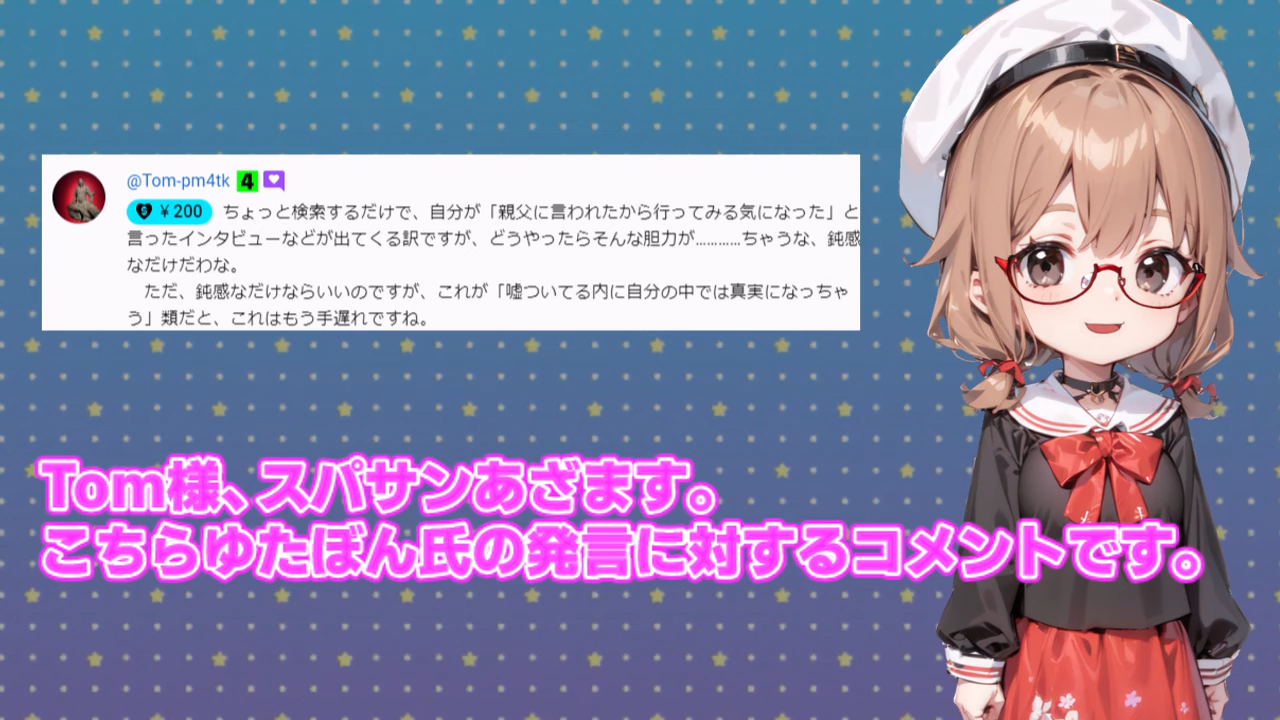 @Tom-pm4tk 4
$ ¥200 ちょっと検索するだけで、自分が「親父に言われたから行ってみる気になった」と
言ったインタビューなどが出てくる訳ですが、どうやったらそんな胆力が…………ちゃうな、鈍感
なだけだわな。
ただ、鈍感なだけならいいのですが、これが「嘘ついてる内に自分の中では真実になっちゃ
う」類だと、これはもう手遅れですね。
Tom様、スパサンあざます。
こちらゆたぼん氏の発言に対するコメントです。